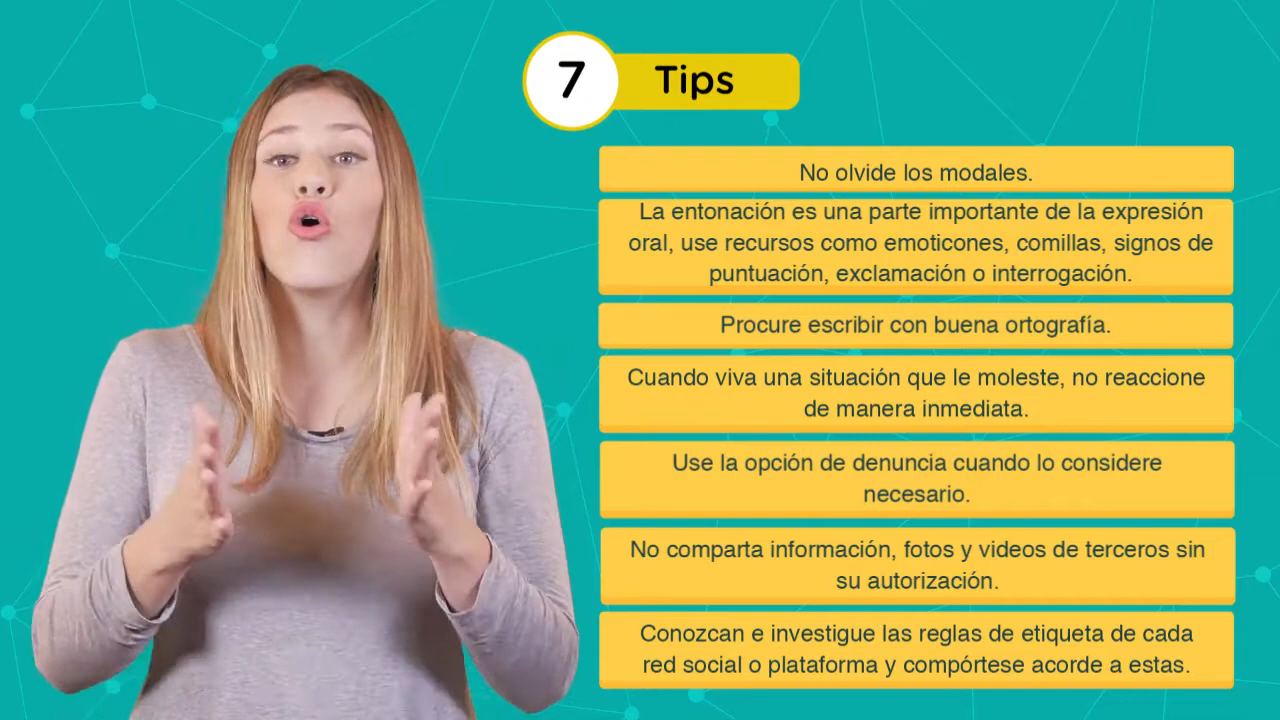 7 Tips
No olvide los modales.
La entonación es una parte importante de la expresión
oral, use recursos como emoticones, comillas, signos de
puntuación, exclamación o interrogación.
Procure escribir con buena ortografía.
Cuando viva una situación que le moleste, no reaccione
de manera inmediata.
Use la opción de denuncia cuando lo considere
necesario.
No comparta información, fotos y videos de terceros sin
su autorización.
Conozcan e investigue las reglas de etiqueta de cada
red social o plataforma y compórtese acorde a estas.